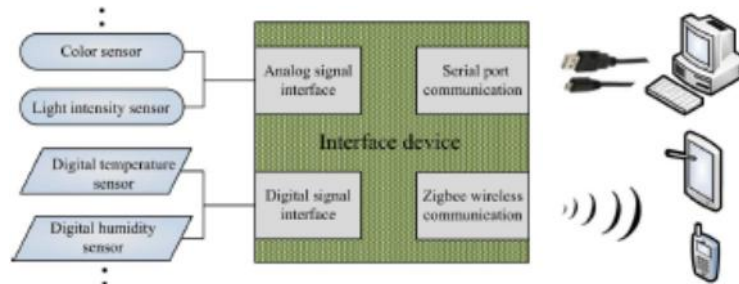 Color sensor
Light intensity sensor
Digital temperature
sensor
Digital humidity
sensor
Analog signal
interface
Serial port
communication
Interface device
Digital signal
interface
Zigbee wireless
communication